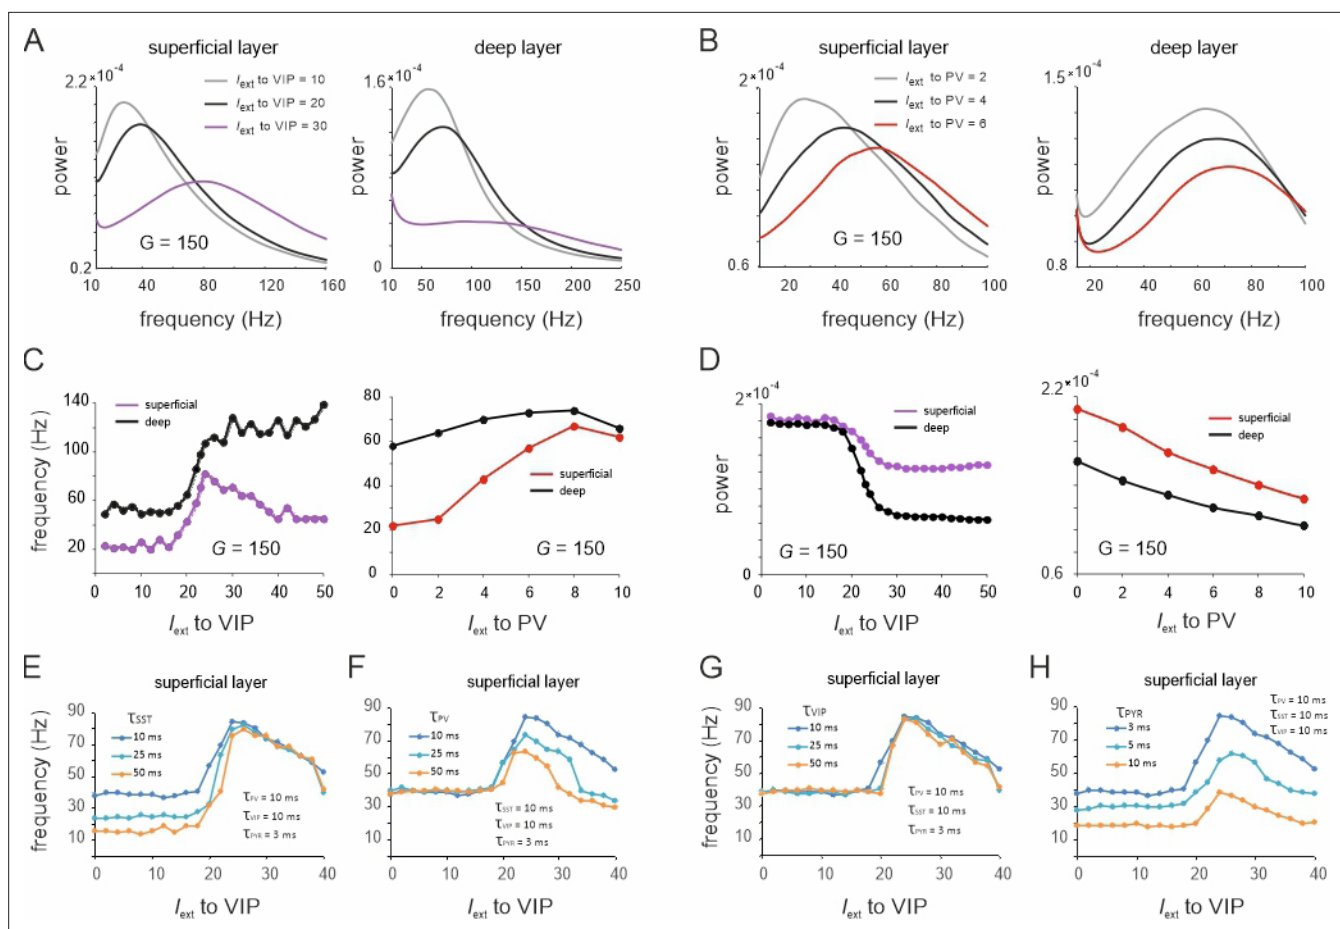 A
superficial layer
2.2×10⁻⁴
Iext to VIP = 10
Iext to VIP = 20
Iext to VIP = 30
power
G = 150
0.2
10 40 80 120 160
frequency (Hz)
deep layer
1.6×10⁻⁴
0
10 50 100 150 200 250
frequency (Hz)
B
superficial layer
2×10⁻⁴
Iext to PV = 2
Iext to PV = 4
Iext to PV = 6
power
G = 150
0.6
20 40 60 80 100
frequency (Hz)
deep layer
1.5×10⁻⁴
0.8
20 40 60 80 100
frequency (Hz)
C
frequency (Hz)
140
100
60
20
superficial
deep
G = 150
0 10 20 30 40 50
Iext to VIP
80
60
40
20
0
superficial
deep
G = 150
0 2 4 6 8 10
Iext to PV
D
2×10⁻⁴
power
0
superficial
deep
G = 150
0 10 20 30 40 50
Iext to VIP
2.2×10⁻⁴
0.6
superficial
deep
G = 150
0 2 4 6 8 10
Iext to PV
E
superficial layer
frequency (Hz)
90
70
50
30
10
τSST
10 ms
25 ms
50 ms
τPV = 10 ms
τVIP = 10 ms
τPYR = 3 ms
0 10 20 30 40
Iext to VIP
F
superficial layer
90
70
50
30
10
τPV
10 ms
25 ms
50 ms
τSST = 10 ms
τVIP = 10 ms
τPYR = 3 ms
0 10 20 30 40
Iext to VIP
G
superficial layer
frequency (Hz)
90
70
50
30
10
τVIP
10 ms
25 ms
50 ms
τPV = 10 ms
τSST = 10 ms
τPYR = 3 ms
0 10 20 30 40
Iext to VIP
H
superficial layer
90
70
50
30
10
τPYR
3 ms
5 ms
10 ms
τPV = 10 ms
τSST = 10 ms
τVIP = 10 ms
0 10 20 30 40
Iext to VIP